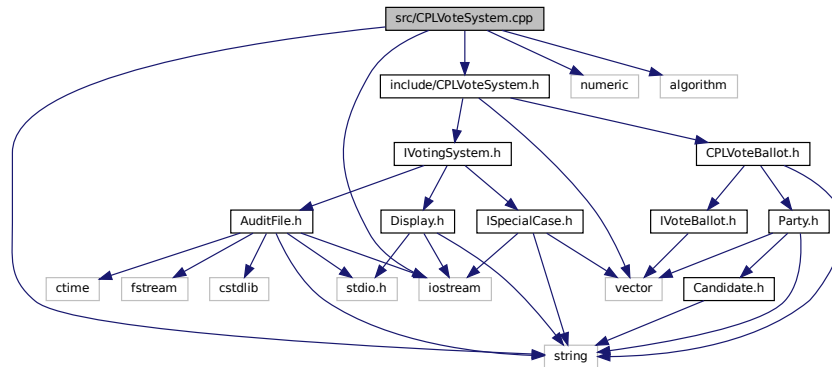 src/CPLVoteSystem.cpp
include/CPLVoteSystem.h
numeric
algorithm
IVotingSystem.h
CPLVoteBallot.h
AuditFile.h
Display.h
ISpecialCase.h
IVoteBallot.h
Party.h
ctime
fstream
cstdlib
stdio.h
iostream
vector
Candidate.h
string